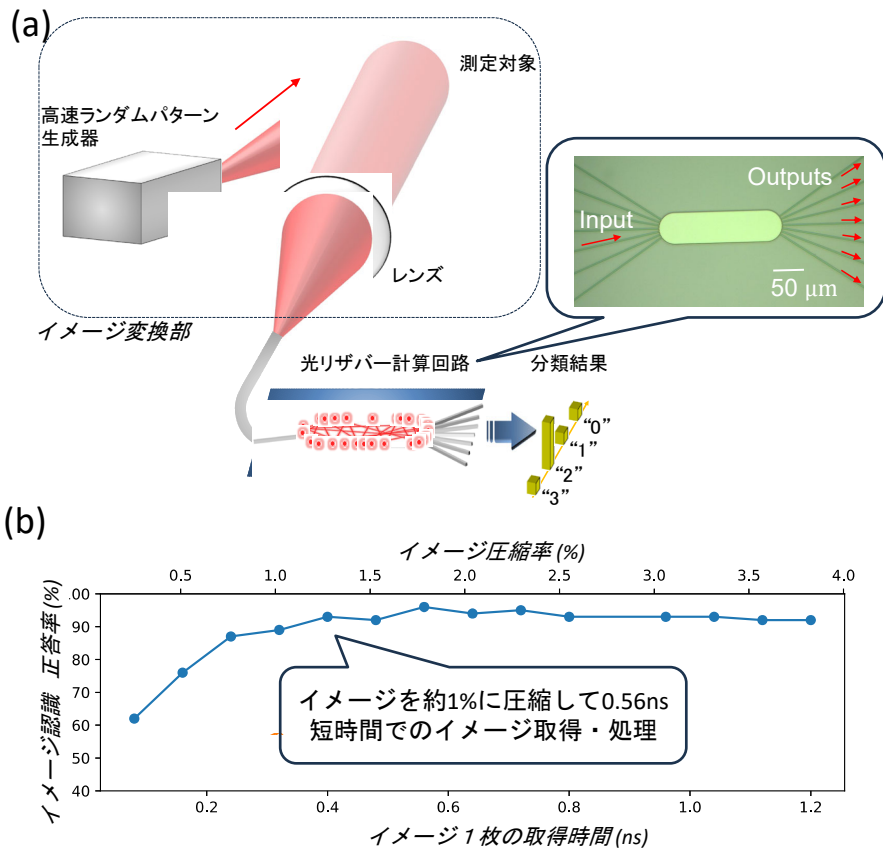 (a)
測定対象
高速ランダムパターン
生成器
Outputs
Input
50 μm
レンズ
イメージ変換部
光リザバー計算回路
分類結果
“0”
“1”
“2”
“3”
(b)
イメージ圧縮率 (%)
0.5 1.0 1.5 2.0 2.5 3.0 3.5 4.0
イメージ認識 正答率 (%)
00
90
80
70
60
50
40
イメージを約1%に圧縮して0.56ns
短時間でのイメージ取得・処理
0.2 0.4 0.6 0.8 1.0 1.2
イメージ 1 枚の取得時間 (ns)